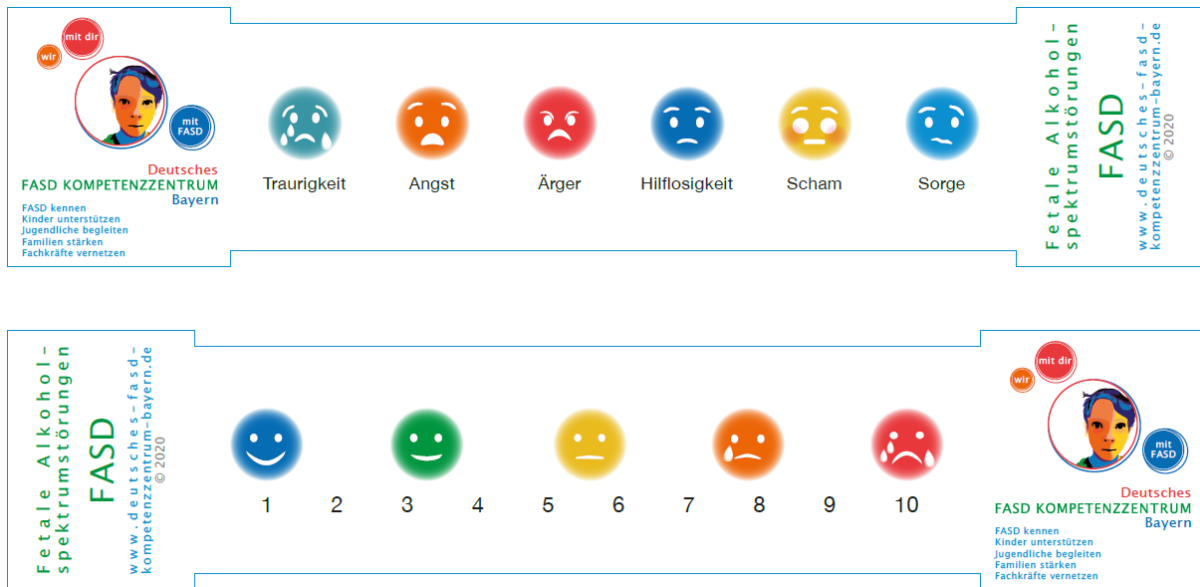 wir
mit dir
mit
FASD
Deutsches
FASD KOMPETENZZENTRUM
Bayern
FASD kennen
Kinder unterstützen
Jugendliche begleiten
Familien stärken
Fachkräfte vernetzen
Traurigkeit
Angst
Ärger
Hilflosigkeit
Scham
Sorge
Fetale Alkohol-
spektrumstörungen
FASD
www.deutsches-fasd-
kompetenzzentrum-bayern.de
© 2020
Fetale Alkohol-
spektrumstörungen
FASD
www.deutsches-fasd-
kompetenzzentrum-bayern.de
© 2020
1 2 3 4 5 6 7 8 9 10
wir
mit dir
mit
FASD
Deutsches
FASD KOMPETENZZENTRUM
Bayern
FASD kennen
Kinder unterstützen
Jugendliche begleiten
Familien stärken
Fachkräfte vernetzen